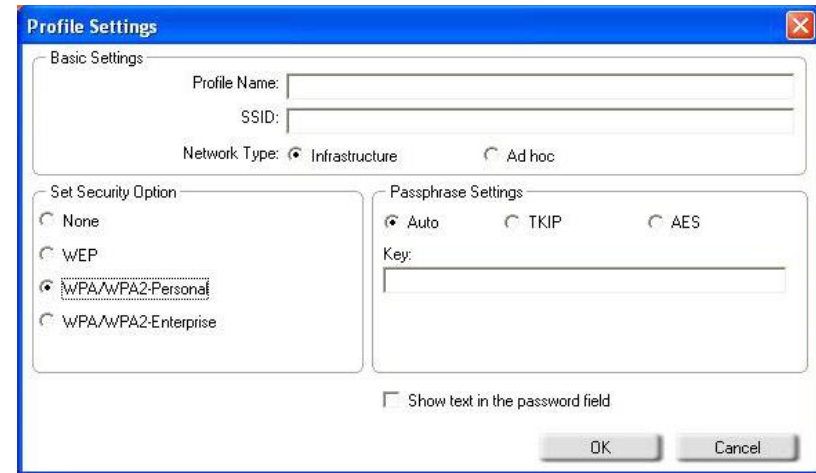 Profile Settings
Basic Settings
Profile Name:
SSID:
Network Type: Infrastructure Ad hoc
Set Security Option
None
WEP
WPA/WPA2-Personal
WPA/WPA2-Enterprise
Passphrase Settings
Auto TKIP AES
Key:
Show text in the password field
OK Cancel